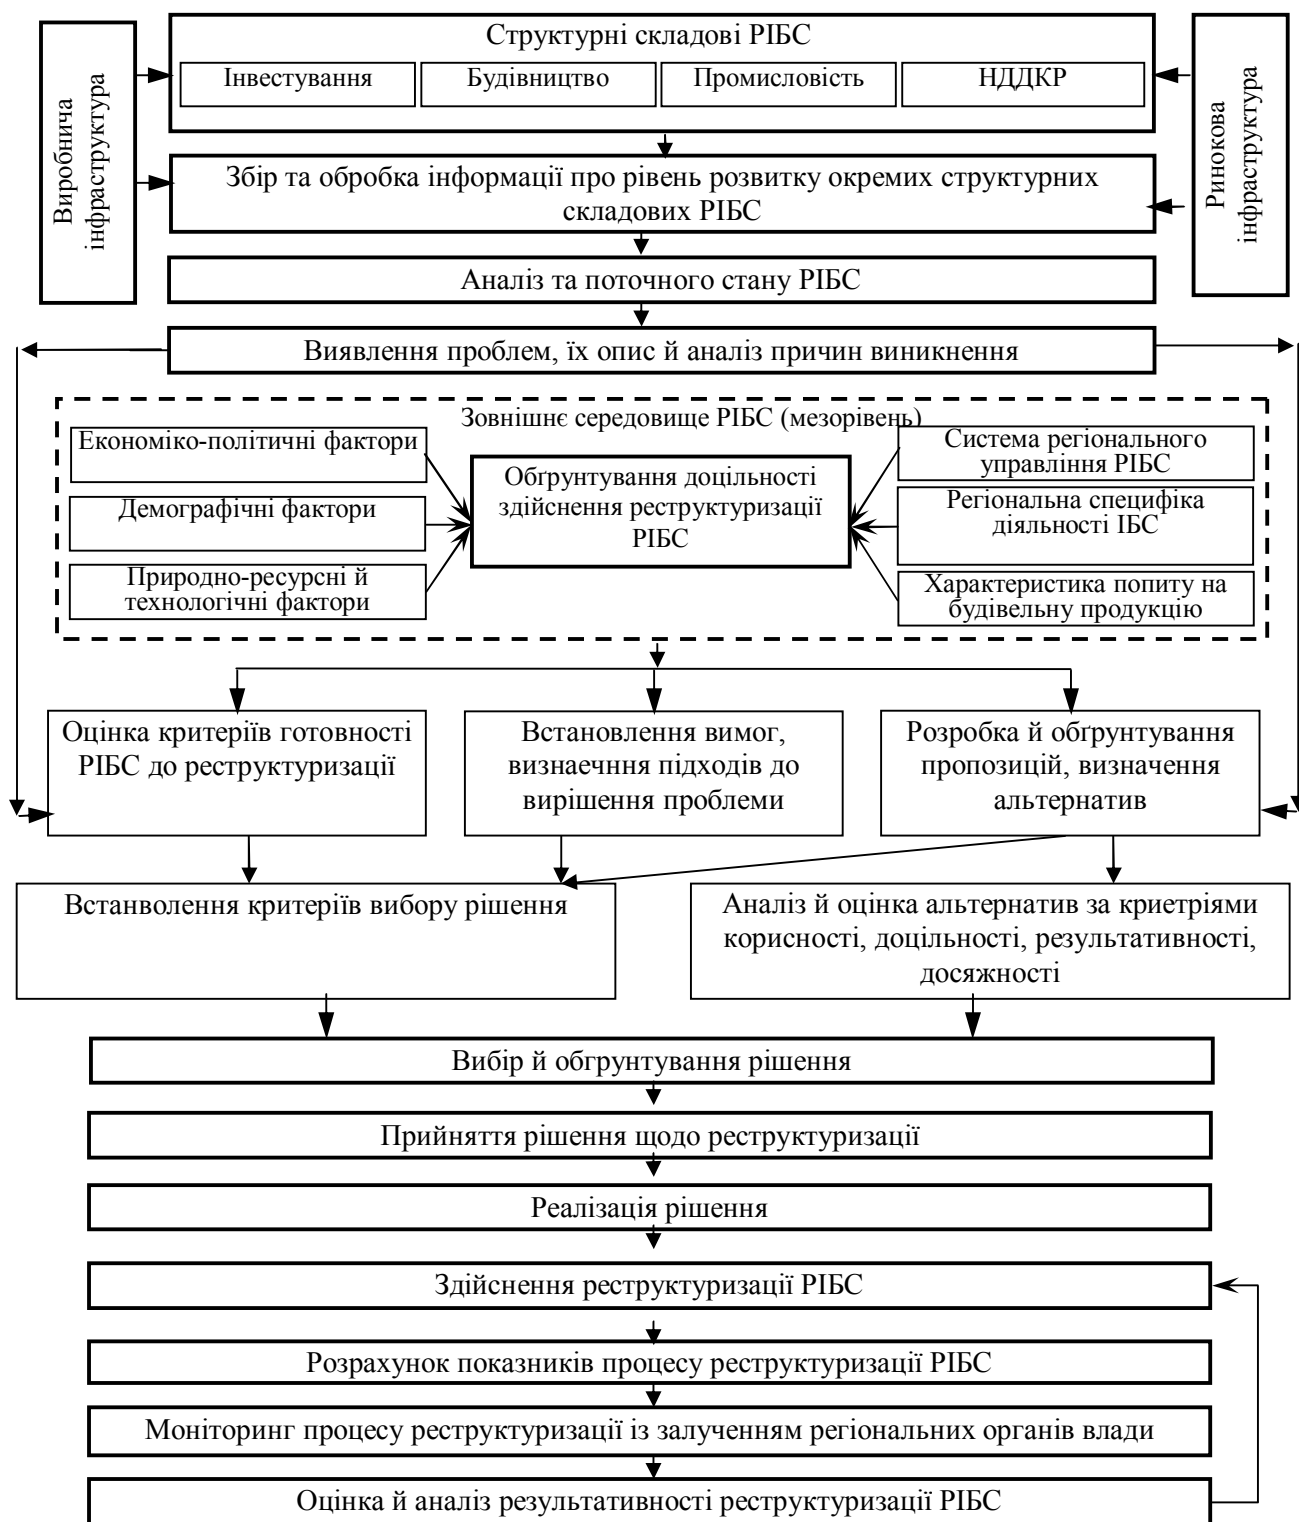 Структурні складові РІБС
Інвестування
Будівництво
Промисловість
НДДКР
Виробнича
інфраструктура
Ринокова
інфраструктура
Збір та обробка інформації про рівень розвитку окремих структурних
складових РІБС
Аналіз та поточного стану РІБС
Виявлення проблем, їх опис й аналіз причин виникнення
Зовнішнє середовище РІБС (мезорівень)
Економіко-політичні фактори
Демографічні фактори
Природно-ресурсні й
технологічні фактори
Обґрунтування доцільності
здійснення реструктуризації
РІБС
Система регіонального
управління РІБС
Регіональна специфіка
діяльності ІБС
Характеристика попиту на
будівельну продукцію
Оцінка критеріїв готовності
РІБС до реструктуризації
Встановлення вимог,
визнаечння підходів до
вирішення проблеми
Розробка й обґрунтування
пропозицій, визначення
альтернатив
Встанволення критеріїв вибору рішення
Аналіз й оцінка альтернатив за криетріями
корисності, доцільності, результативності,
досяжності
Вибір й обгрунтування рішення
Прийняття рішення щодо реструктуризації
Реалізація рішення
Здійснення реструктуризації РІБС
Розрахунок показників процесу реструктуризації РІБС
Моніторинг процесу реструктуризації із залученням регіональних органів влади
Оцінка й аналіз результативності реструктуризації РІБС